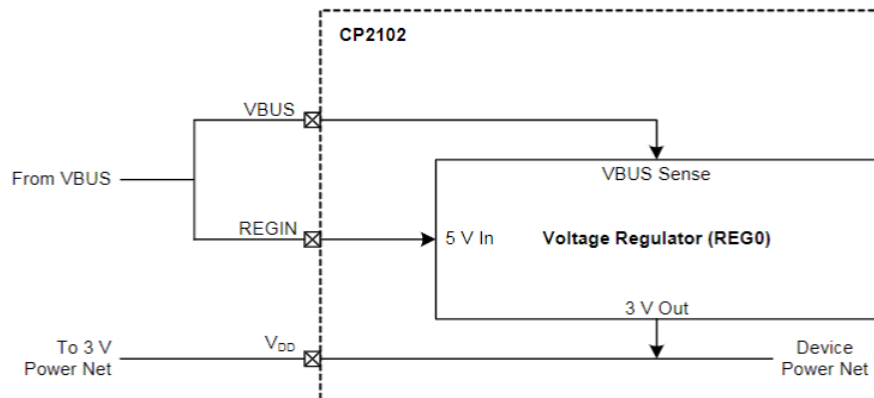 CP2102
VBUS
From VBUS
VBUS Sense
REGIN
5 V In
Voltage Regulator (REG0)
3 V Out
To 3 V
Power Net
VDD
Device
Power Net